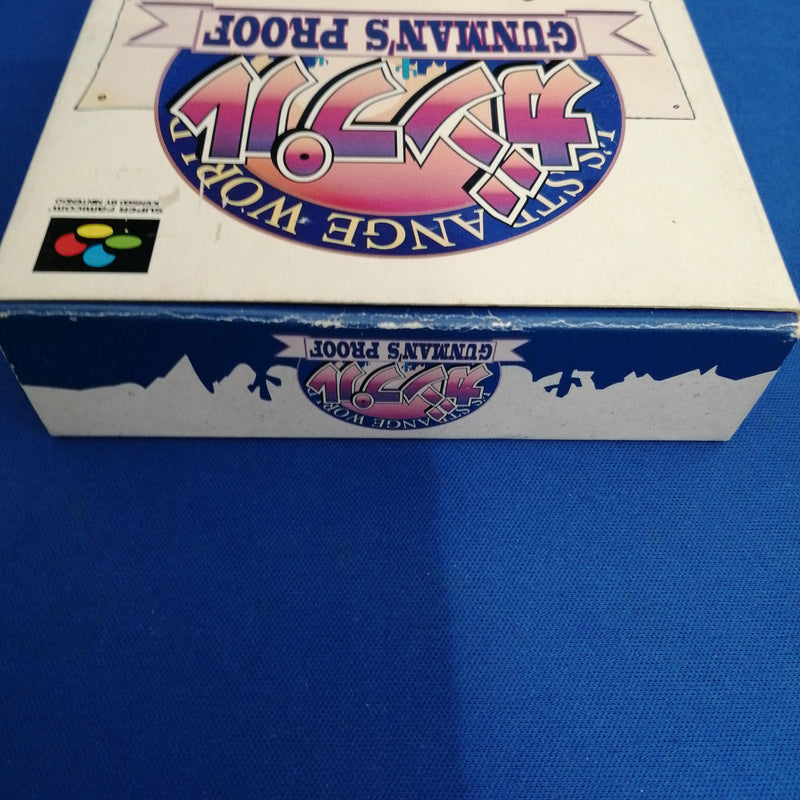 STRANGE WORLD
ガンプル
GUNMAN'S PROOF
SUPER FAMICOM
LICENSED BY NINTENDO
STRANGE
ガンプル
GUNMAN'S PROOF